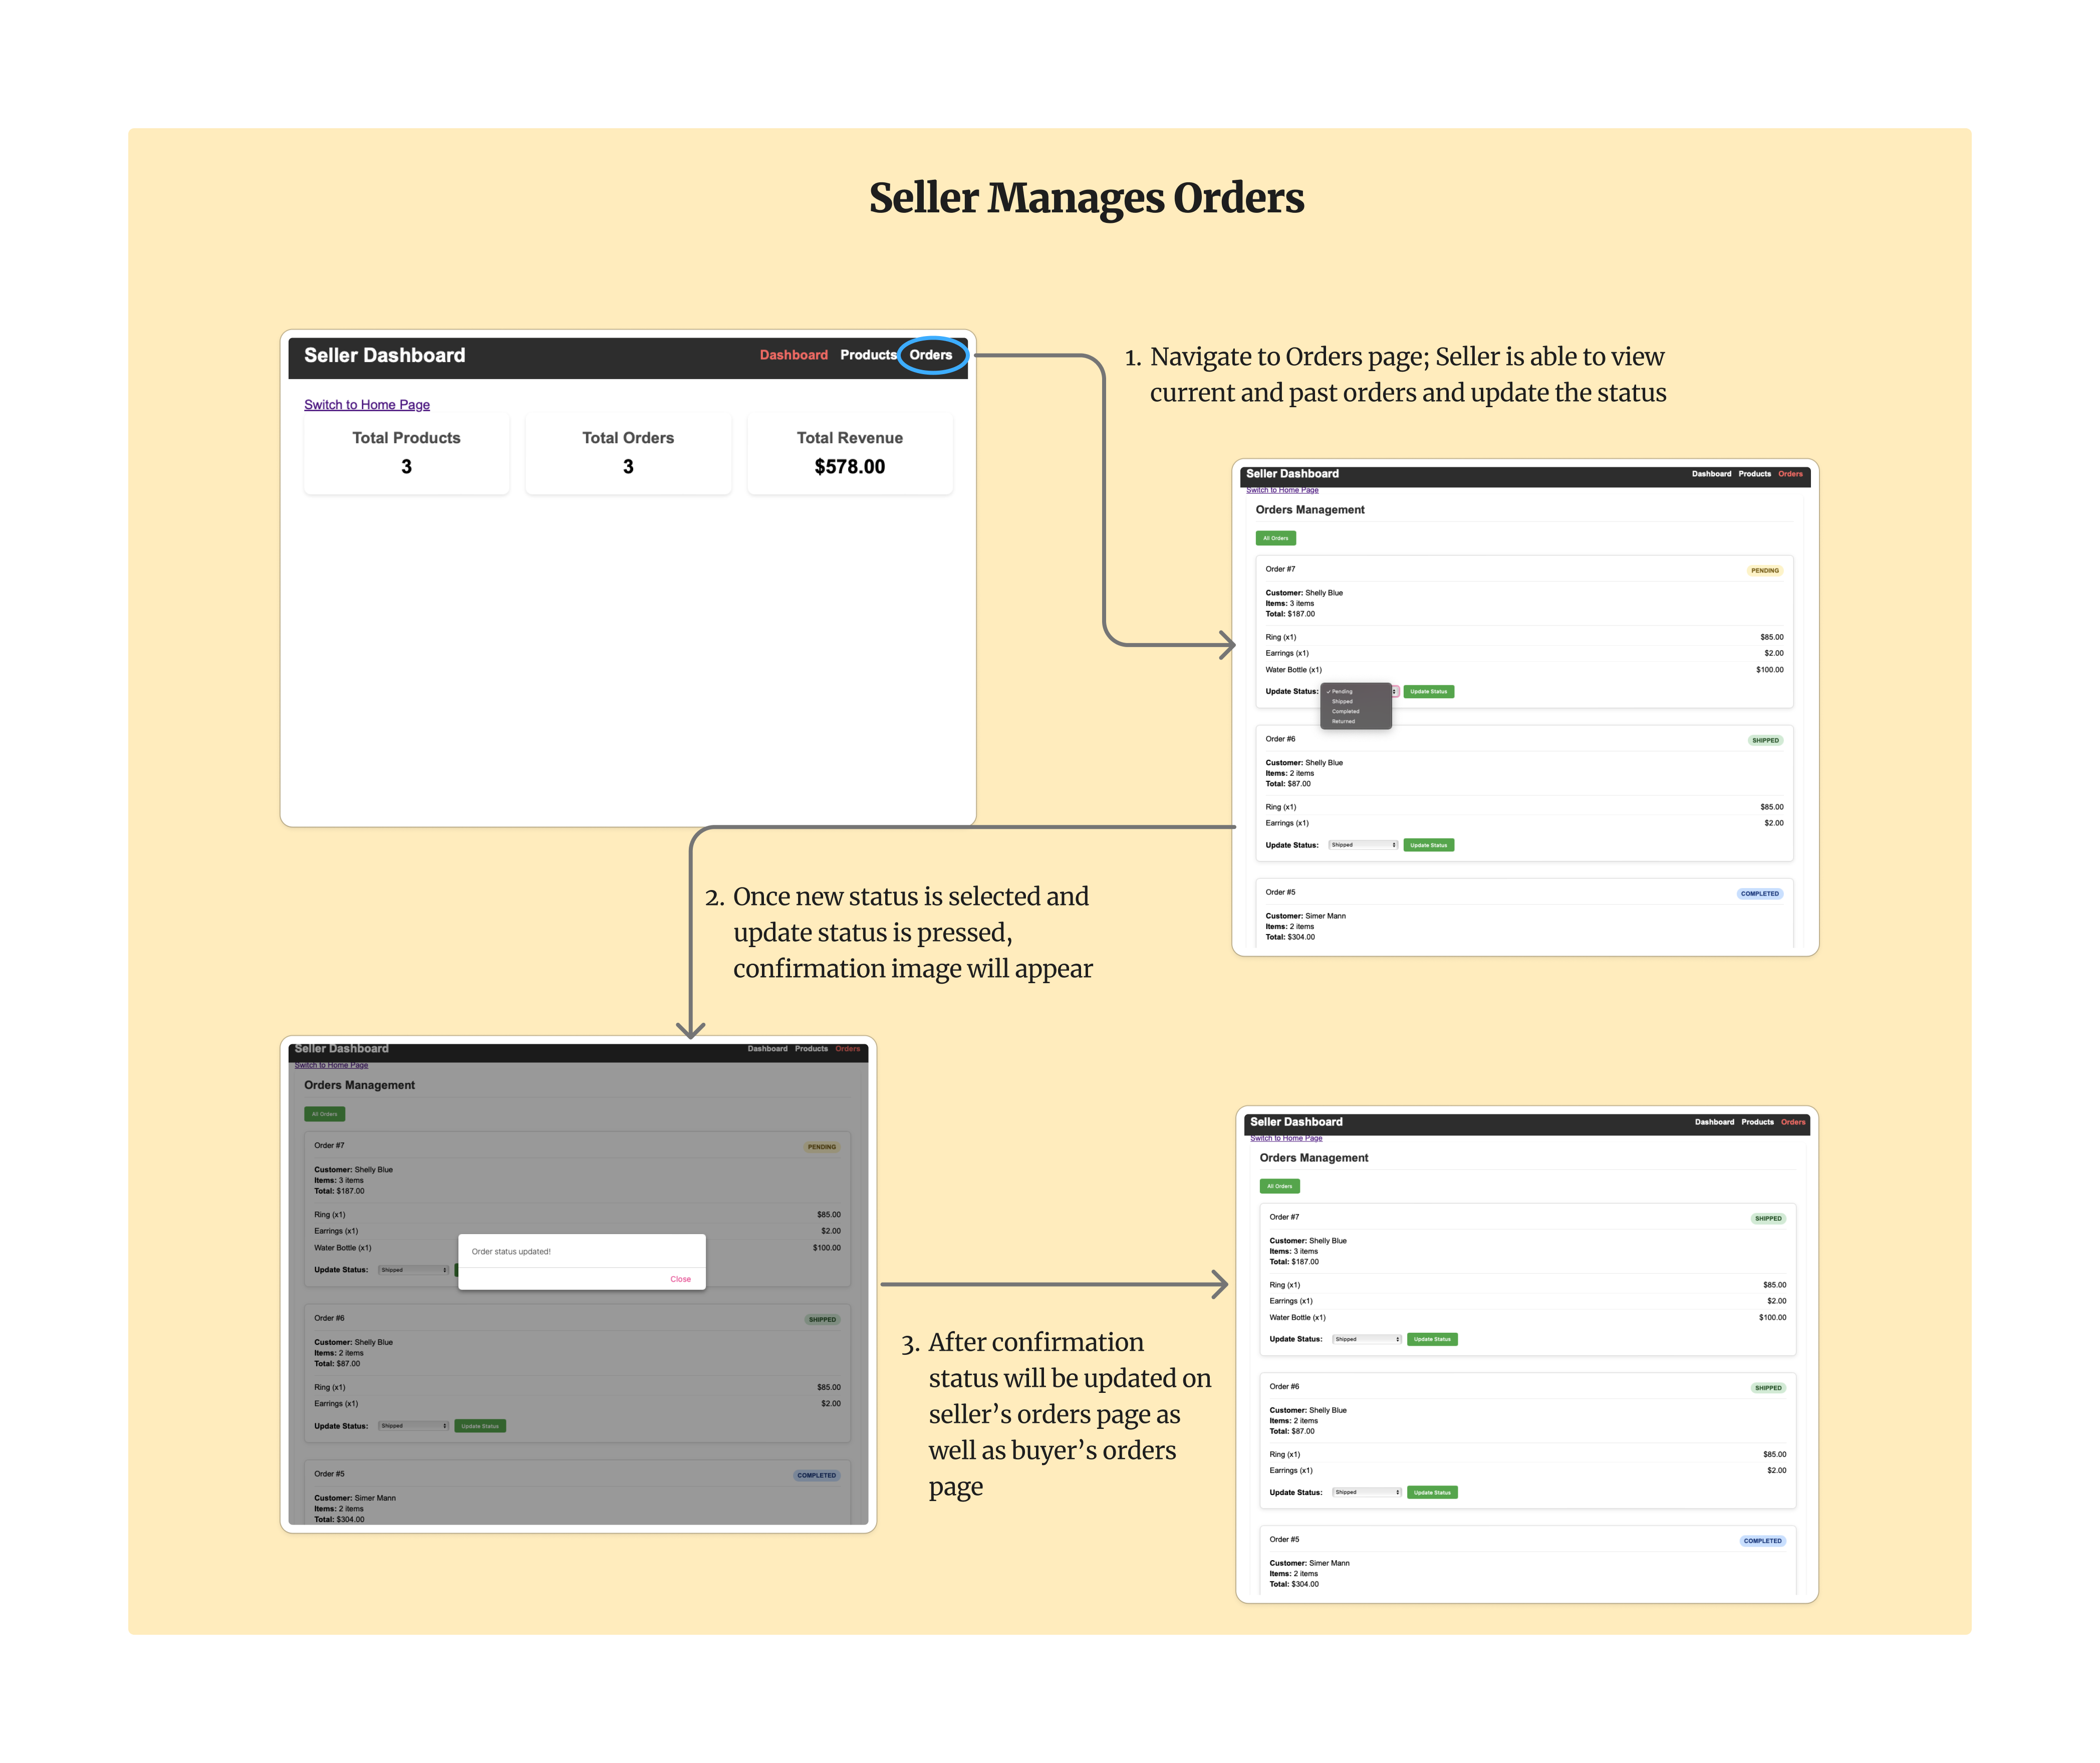 Seller Manages Orders
Seller Dashboard
Dashboard Products Orders
Switch to Home Page
Total Products
3
Total Orders
3
Total Revenue
$578.00
1. Navigate to Orders page; Seller is able to view
current and past orders and update the status
Seller Dashboard
Dashboard Products Orders
Switch to Home Page
Orders Management
All Orders
Order #7
PENDING
Customer: Shelly Blue
Items: 3 items
Total: $187.00
Ring (x1) $85.00
Earrings (x1) $2.00
Water Bottle (x1) $100.00
Update Status:
✓ Pending
Shipped
Completed
Returned
Update Status
Order #6
SHIPPED
Customer: Shelly Blue
Items: 2 items
Total: $87.00
Ring (x1) $85.00
Earrings (x1) $2.00
Update Status: Shipped Update Status
Order #5
COMPLETED
Customer: Simer Mann
Items: 2 items
Total: $304.00
2. Once new status is selected and
update status is pressed,
confirmation image will appear
Seller Dashboard
Dashboard Products Orders
Switch to Home Page
Orders Management
All Orders
Order #7
PENDING
Customer: Shelly Blue
Items: 3 items
Total: $187.00
Ring (x1) $85.00
Earrings (x1) $2.00
Water Bottle (x1) $100.00
Update Status: Shipped
Order status updated!
Close
Order #6
SHIPPED
Customer: Shelly Blue
Items: 2 items
Total: $87.00
Ring (x1) $85.00
Earrings (x1) $2.00
Update Status: Shipped Update Status
Order #5
COMPLETED
Customer: Simer Mann
Items: 2 items
Total: $304.00
3. After confirmation
status will be updated on
seller’s orders page as
well as buyer’s orders
page
Seller Dashboard
Dashboard Products Orders
Switch to Home Page
Orders Management
All Orders
Order #7
SHIPPED
Customer: Shelly Blue
Items: 3 items
Total: $187.00
Ring (x1) $85.00
Earrings (x1) $2.00
Water Bottle (x1) $100.00
Update Status: Shipped Update Status
Order #6
SHIPPED
Customer: Shelly Blue
Items: 2 items
Total: $87.00
Ring (x1) $85.00
Earrings (x1) $2.00
Update Status: Shipped Update Status
Order #5
COMPLETED
Customer: Simer Mann
Items: 2 items
Total: $304.00